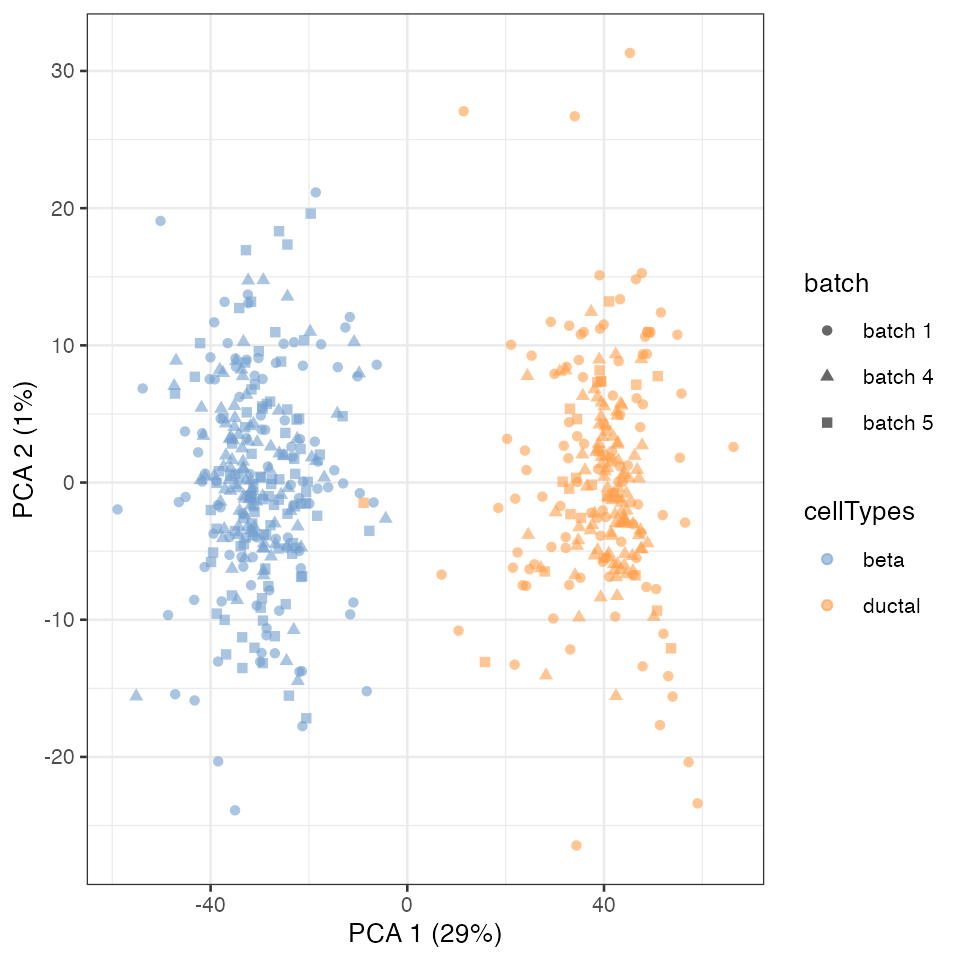 30
20
10
0
-10
-20
PCA 2 (1%)
-40
0
40
PCA 1 (29%)
batch
batch 1
batch 4
batch 5
cellTypes
beta
ductal